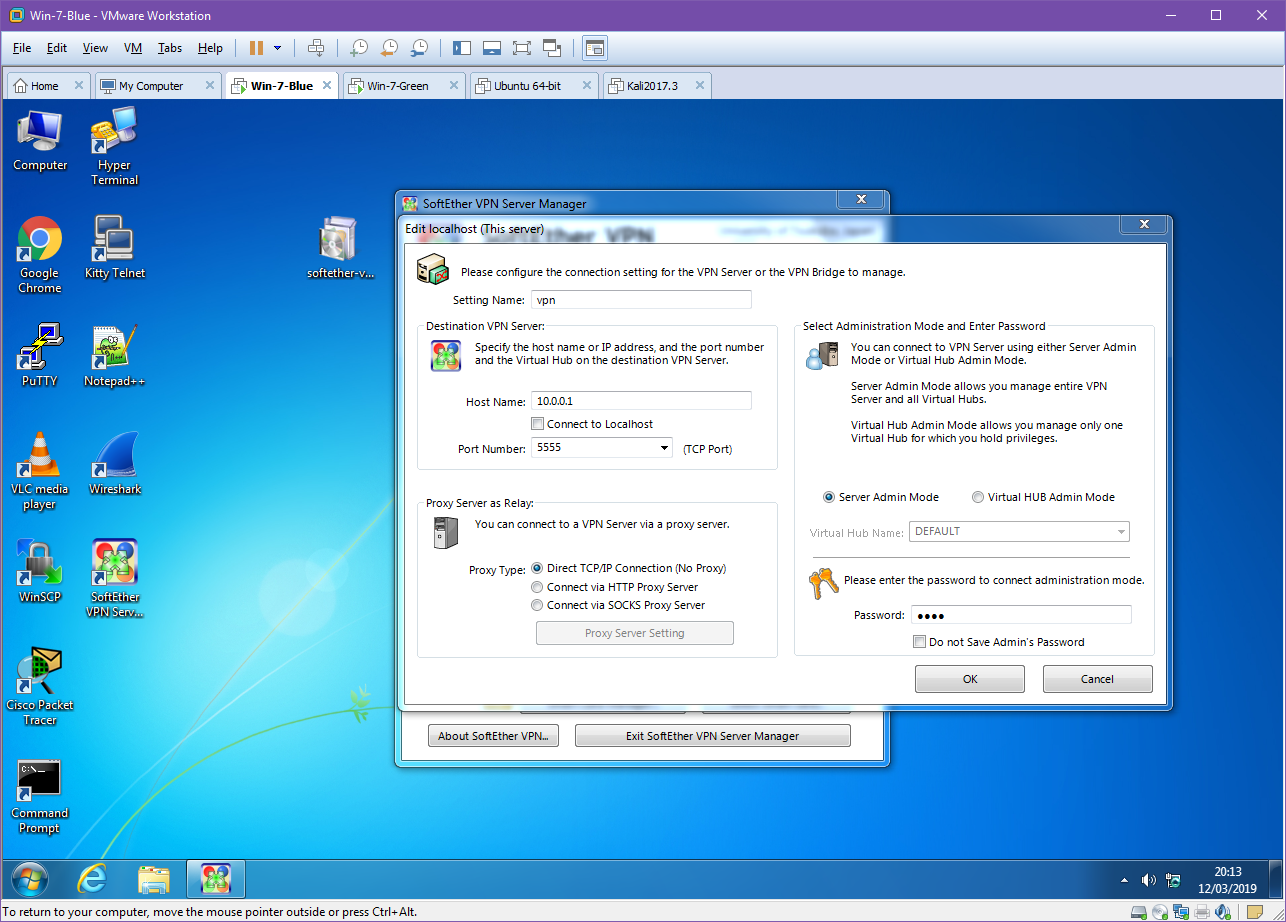 Win-7-Blue - VMware Workstation
File Edit View VM Tabs Help
Home
My Computer
Win-7-Blue
Win-7-Green
Ubuntu 64-bit
Kali2017.3
Computer
Hyper
Terminal
Google
Chrome
Kitty Telnet
softether-v...
PuTTY
Notepad++
VLC media
player
Wireshark
WinSCP
SoftEther
VPN Serv...
Cisco Packet
Tracer
C:\_
Command
Prompt
SoftEther VPN Server Manager
Edit localhost (This server)
SoftEther VPN
Please configure the connection setting for the VPN Server or the VPN Bridge to manage.
Setting Name: vpn
Destination VPN Server:
Specify the host name or IP address, and the port number
and the Virtual Hub on the destination VPN Server.
Host Name: 10.0.0.1
Connect to Localhost
Port Number: 5555 (TCP Port)
Proxy Server as Relay:
You can connect to a VPN Server via a proxy server.
Proxy Type: Direct TCP/IP Connection (No Proxy)
Connect via HTTP Proxy Server
Connect via SOCKS Proxy Server
Proxy Server Setting
Select Administration Mode and Enter Password
You can connect to VPN Server using either Server Admin
Mode or Virtual Hub Admin Mode.
Server Admin Mode allows you manage entire VPN
Server and all Virtual Hubs.
Virtual Hub Admin Mode allows you manage only one
Virtual Hub for which you hold privileges.
Server Admin Mode Virtual HUB Admin Mode
Virtual Hub Name: DEFAULT
Please enter the password to connect administration mode.
Password: ●●●●
Do not Save Admin's Password
OK Cancel
About SoftEther VPN... Exit SoftEther VPN Server Manager
20:13
12/03/2019
To return to your computer, move the mouse pointer outside or press Ctrl+Alt.